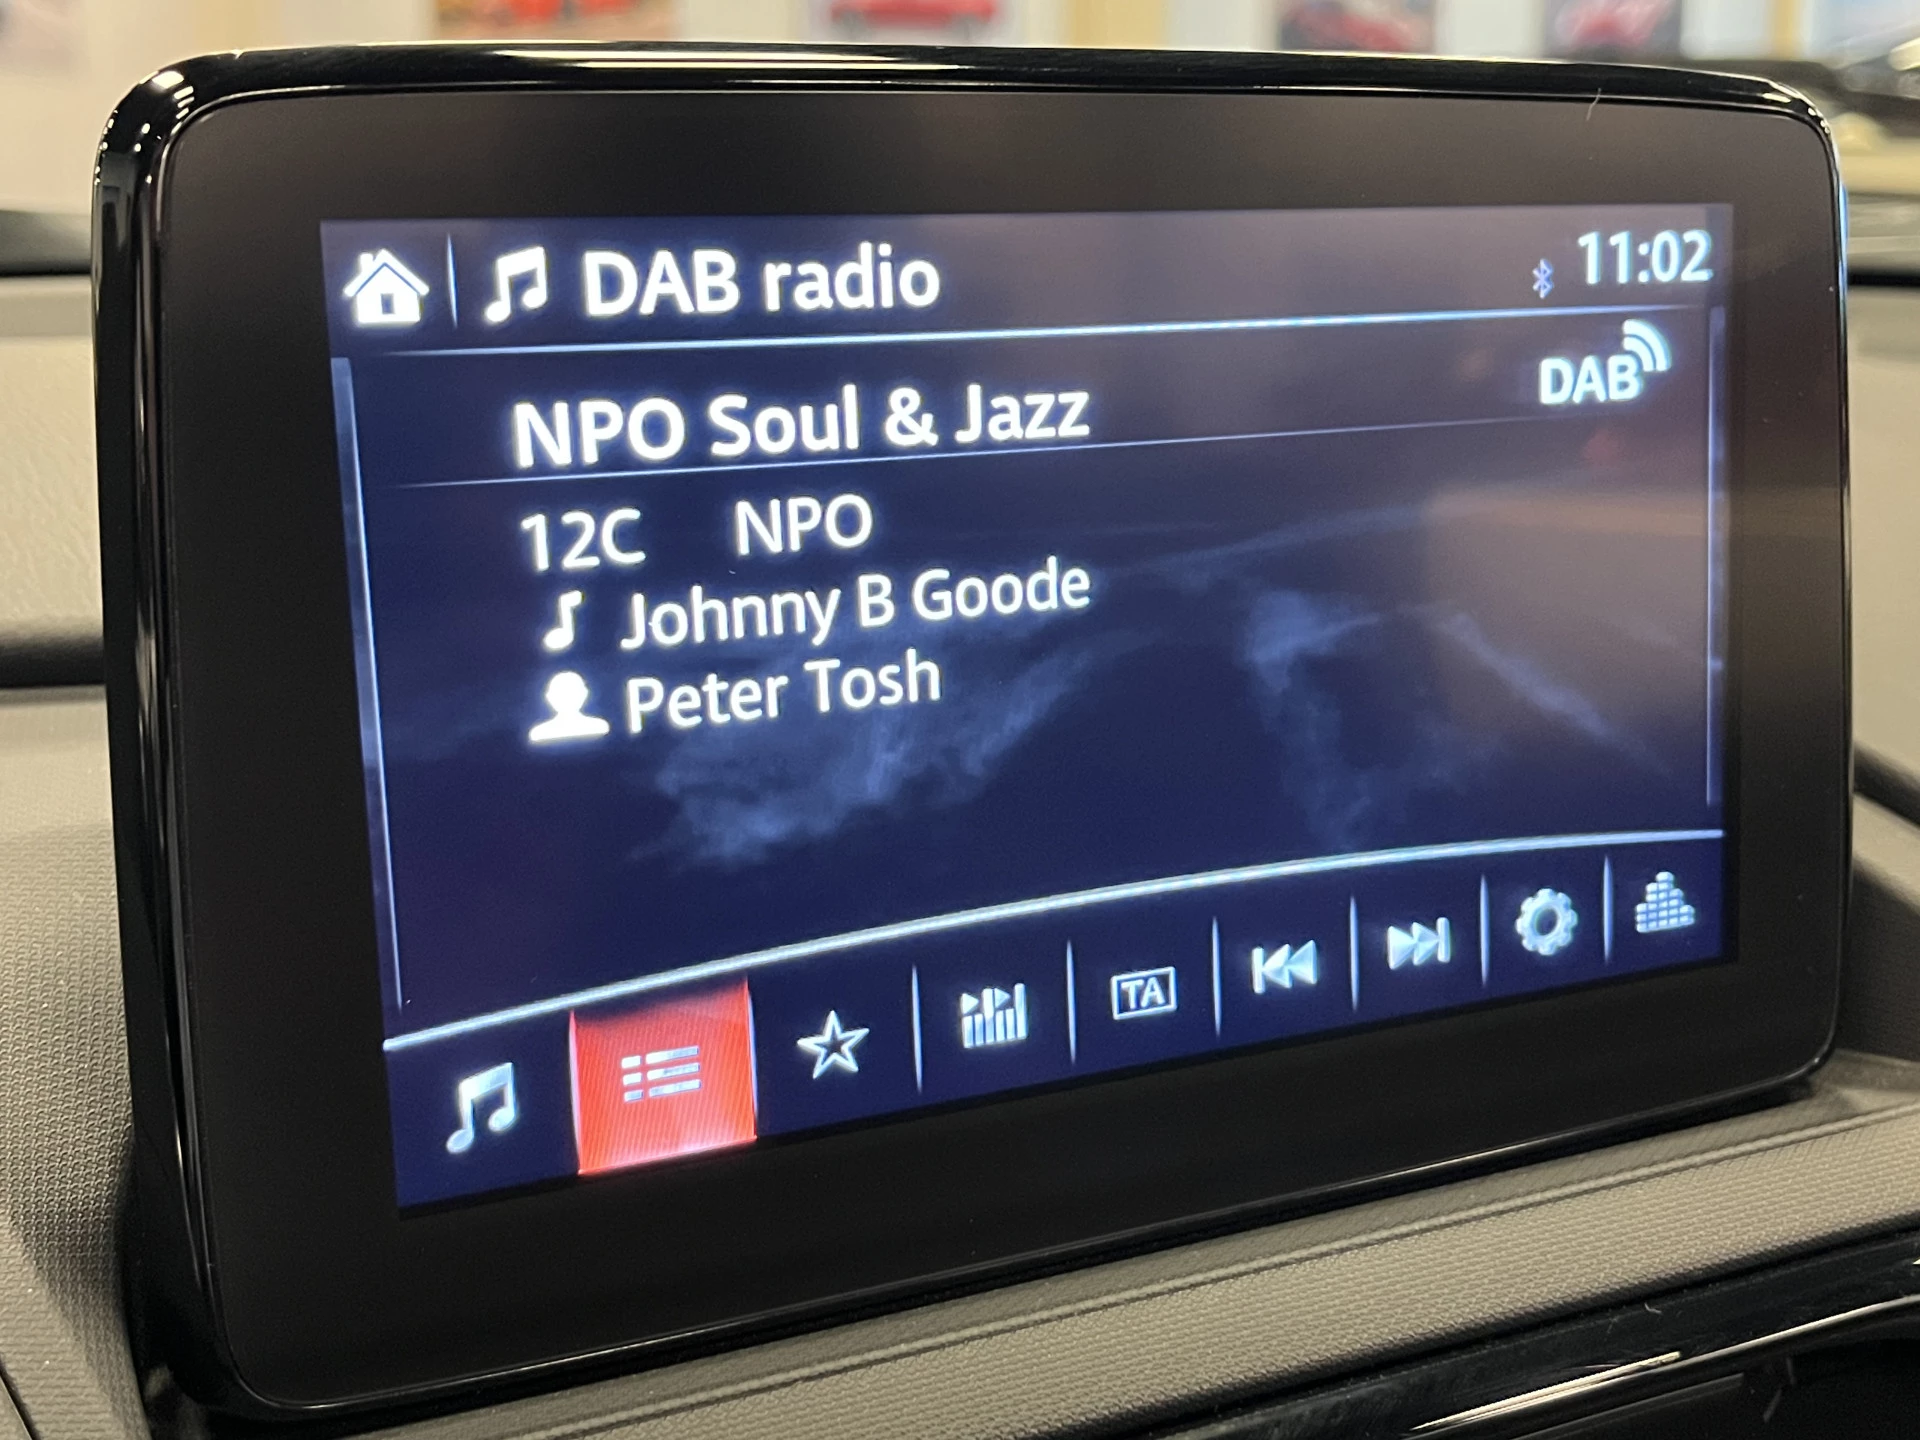 DAB radio 11:02
DAB
NPO Soul & Jazz
12C NPO
Johnny B Goode
Peter Tosh
TA